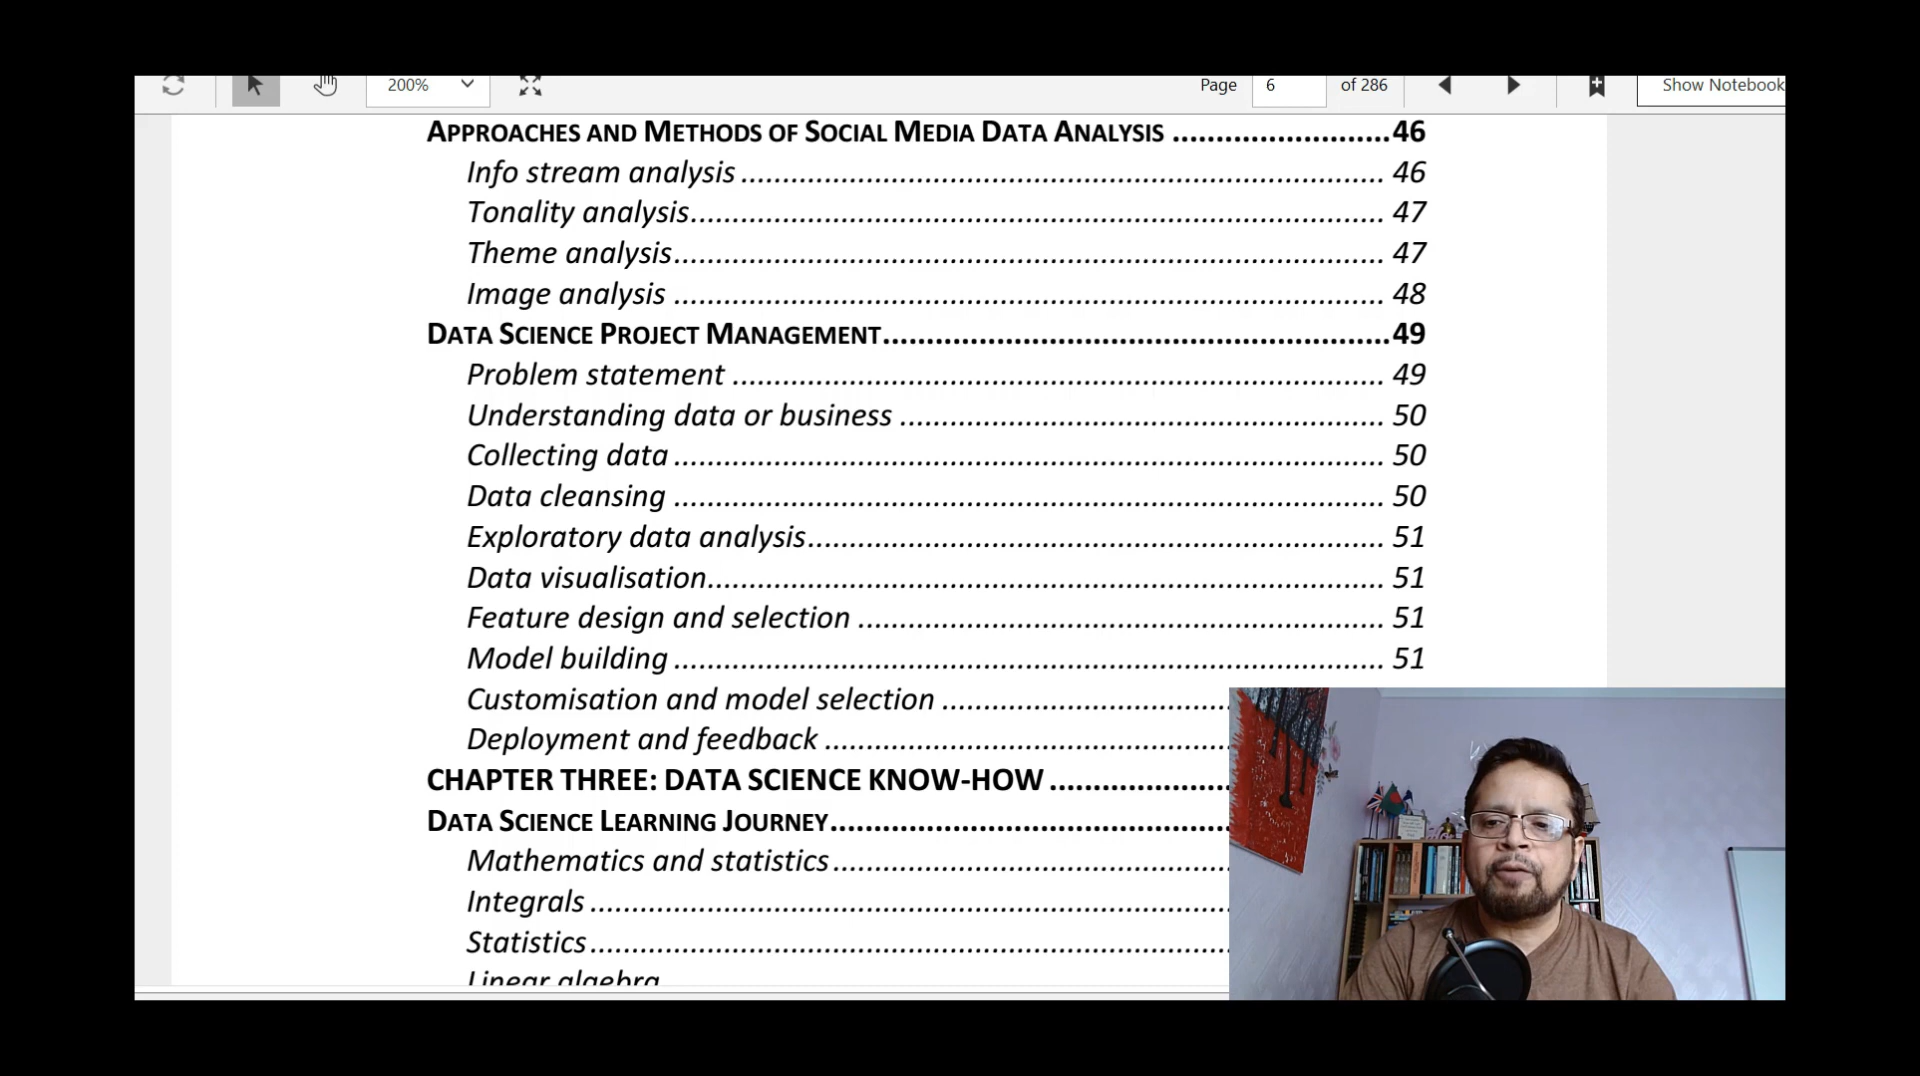 200%
Page 6 of 286
Show Notebook
APPROACHES AND METHODS OF SOCIAL MEDIA DATA ANALYSIS ........................46
Info stream analysis ................................................................................ 46
Tonality analysis...................................................................................... 47
Theme analysis........................................................................................ 47
Image analysis ........................................................................................ 48
DATA SCIENCE PROJECT MANAGEMENT.........................................................49
Problem statement ................................................................................. 49
Understanding data or business ............................................................ 50
Collecting data ........................................................................................ 50
Data cleansing ........................................................................................ 50
Exploratory data analysis........................................................................ 51
Data visualisation.................................................................................... 51
Feature design and selection ................................................................. 51
Model building ........................................................................................ 51
Customisation and model selection ...................................
Deployment and feedback .................................................
CHAPTER THREE: DATA SCIENCE KNOW-HOW ....................
DATA SCIENCE LEARNING JOURNEY............................................
Mathematics and statistics ................................................
Integrals ..............................................................................
Statistics ..............................................................................
Linear algebra